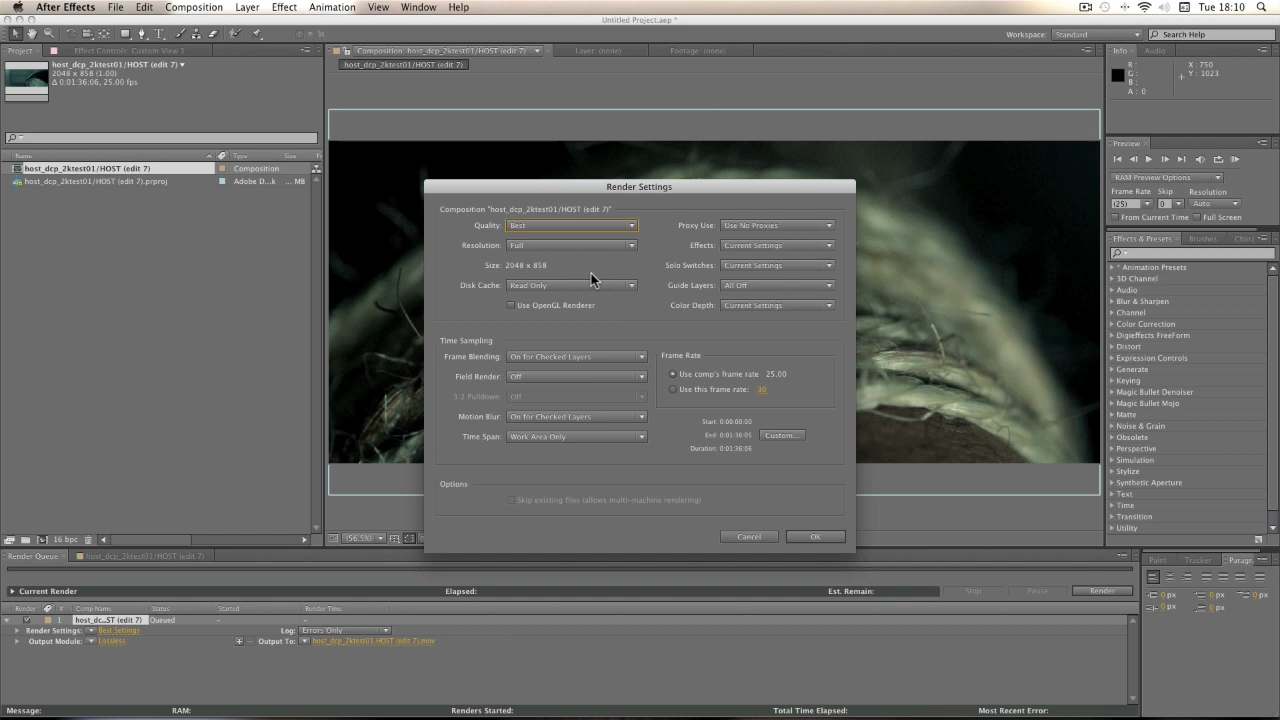 After Effects File Edit Composition Layer Effect Animation View Window Help Tue 18:10
Untitled Project.aep *
Workspace: Standard Search Help
Project Effect Controls: Custom View 1 Composition: host_dcp_2ktest01/HOST (edit 7) Layer: (none) Footage: (none) Info Audio
host_dcp_2ktest01/HOST (edit 7)
2048 x 858 (1.00)
Δ 0:01:36:06, 25.00 fps
host_dcp_2ktest01/HOST (edit 7)
R :
G :
B :
A : 0
X : 750
Y : 1023
Name Type Size
host_dcp_2ktest01/HOST (edit 7) Composition
host_dcp_2ktest01/HOST (edit 7).prproj Adobe D...k ... MB
16 bpc
(56.5%)
Render Settings
Composition "host_dcp_2ktest01/HOST (edit 7)"
Quality: Best
Resolution: Full
Size: 2048 x 858
Disk Cache: Read Only
Use OpenGL Renderer
Proxy Use: Use No Proxies
Effects: Current Settings
Solo Switches: Current Settings
Guide Layers: All Off
Color Depth: Current Settings
Time Sampling
Frame Blending: On for Checked Layers
Field Render: Off
3:2 Pulldown: Off
Motion Blur: On for Checked Layers
Time Span: Work Area Only
Frame Rate
Use comp's frame rate 25.00
Use this frame rate: 30
Start: 0:00:00:00
End: 0:01:36:05
Duration: 0:01:36:06
Custom...
Options
Skip existing files (allows multi-machine rendering)
Cancel OK
Preview
RAM Preview Options
Frame Rate Skip Resolution
(25) 0 Auto
From Current Time Full Screen
Effects & Presets Brushes
* Animation Presets
3D Channel
Audio
Blur & Sharpen
Channel
Color Correction
Digieffects FreeForm
Distort
Expression Controls
Generate
Keying
Magic Bullet Denoiser
Magic Bullet Mojo
Matte
Noise & Grain
Obsolete
Perspective
Simulation
Stylize
Synthetic Aperture
Text
Time
Transition
Utility
Render Queue host_dcp_2ktest01/HOST (edit 7)
Current Render Elapsed: Est. Remain: Stop Pause Render
Render # Comp Name Status Started Render Time
1 host_dc...ST (edit 7) Queued - -
Render Settings: Best Settings Log: Errors Only
Output Module: Lossless Output To: host_dcp_2ktest01.HOST (edit 7).mov
Paint Tracker Paragr
0 px 0 px 0 px
0 px 0 px
Message: RAM: Renders Started: Total Time Elapsed: Most Recent Error: